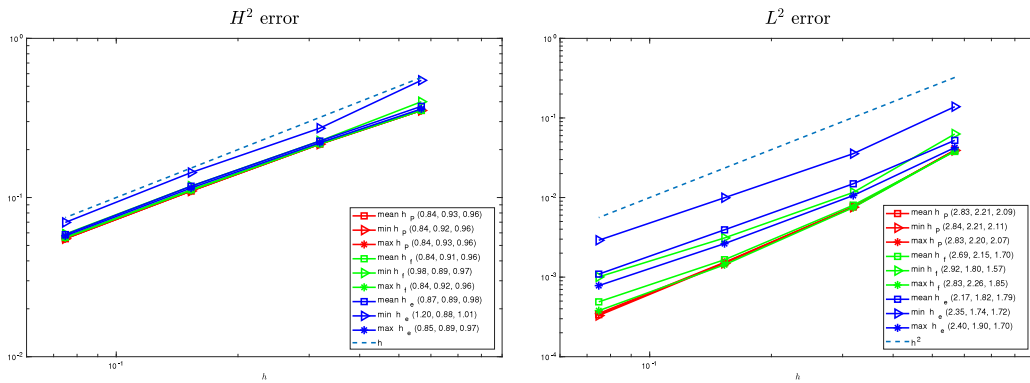 H² error
10⁰
10⁻¹
10⁻²
10⁻¹
h
mean h p (0.84, 0.93, 0.96)
min h p (0.84, 0.92, 0.96)
max h p (0.84, 0.93, 0.96)
mean h f (0.84, 0.91, 0.96)
min h f (0.98, 0.89, 0.97)
max h f (0.84, 0.92, 0.96)
mean h e (0.87, 0.89, 0.98)
min h e (1.20, 0.88, 1.01)
max h e (0.85, 0.89, 0.97)
h
L² error
10⁰
10⁻¹
10⁻²
10⁻³
10⁻⁴
10⁻¹
h
mean h p (2.83, 2.21, 2.09)
min h p (2.84, 2.21, 2.11)
max h p (2.83, 2.20, 2.07)
mean h f (2.69, 2.15, 1.70)
min h f (2.92, 1.80, 1.57)
max h f (2.83, 2.26, 1.85)
mean h e (2.17, 1.82, 1.79)
min h e (2.35, 1.74, 1.72)
max h e (2.40, 1.90, 1.70)
h²